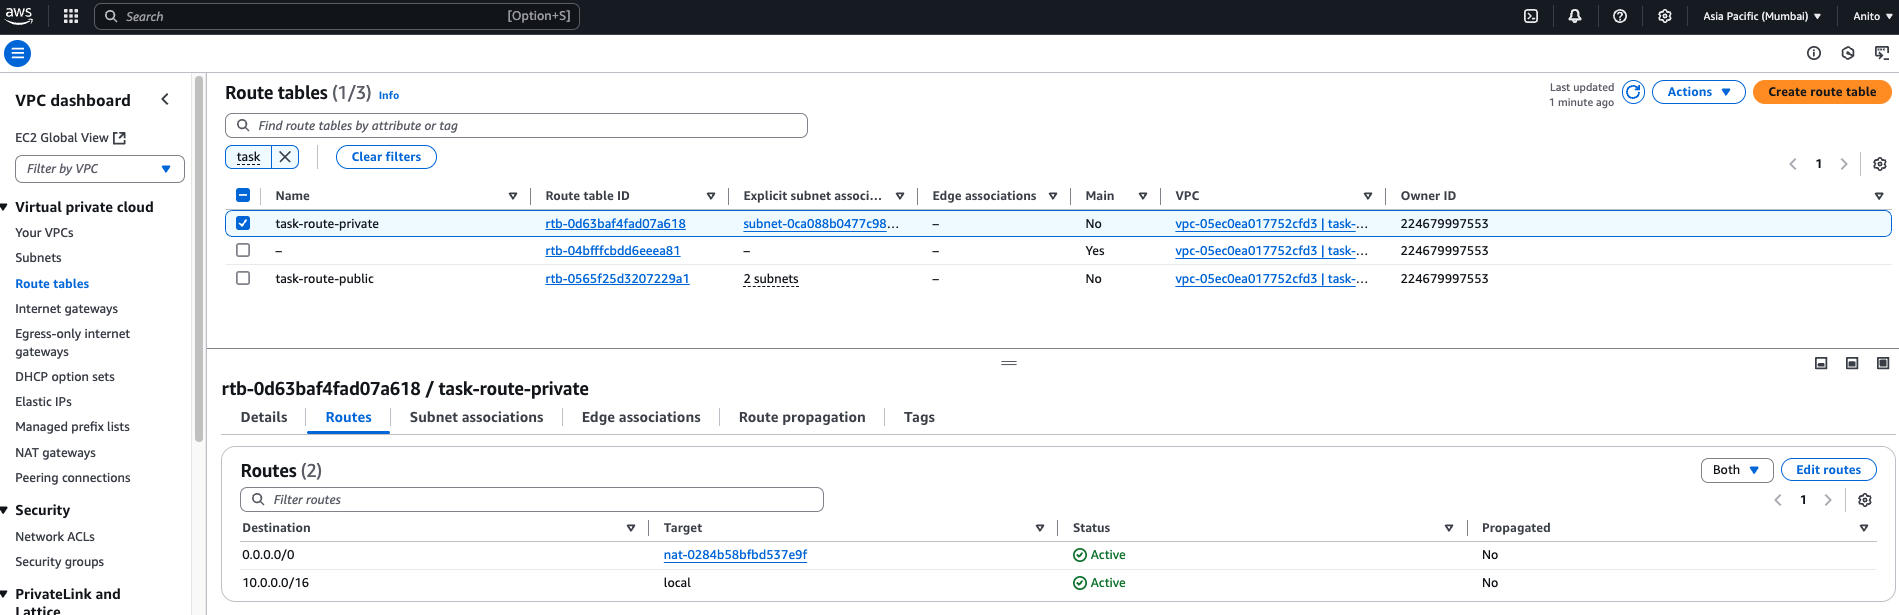 aws
Search [Option+S]
Asia Pacific (Mumbai)
Anito
VPC dashboard
EC2 Global View
Filter by VPC
Virtual private cloud
Your VPCs
Subnets
Route tables
Internet gateways
Egress-only internet
gateways
DHCP option sets
Elastic IPs
Managed prefix lists
NAT gateways
Peering connections
Security
Network ACLs
Security groups
PrivateLink and
Lattice
Route tables (1/3) Info
Last updated
1 minute ago
Actions
Create route table
Find route tables by attribute or tag
task
Clear filters
1
Name Route table ID Explicit subnet associ... Edge associations Main VPC Owner ID
task-route-private rtb-0d63baf4fad07a618 subnet-0ca088b0477c98... – No vpc-05ec0ea017752cfd3 | task-... 224679997553
– rtb-04bfffcbdd6eeea81 – – Yes vpc-05ec0ea017752cfd3 | task-... 224679997553
task-route-public rtb-0565f25d3207229a1 2 subnets – No vpc-05ec0ea017752cfd3 | task-... 224679997553
rtb-0d63baf4fad07a618 / task-route-private
Details Routes Subnet associations Edge associations Route propagation Tags
Routes (2)
Both
Edit routes
Filter routes
1
Destination Target Status Propagated
0.0.0.0/0 nat-0284b58bfbd537e9f Active No
10.0.0.0/16 local Active No